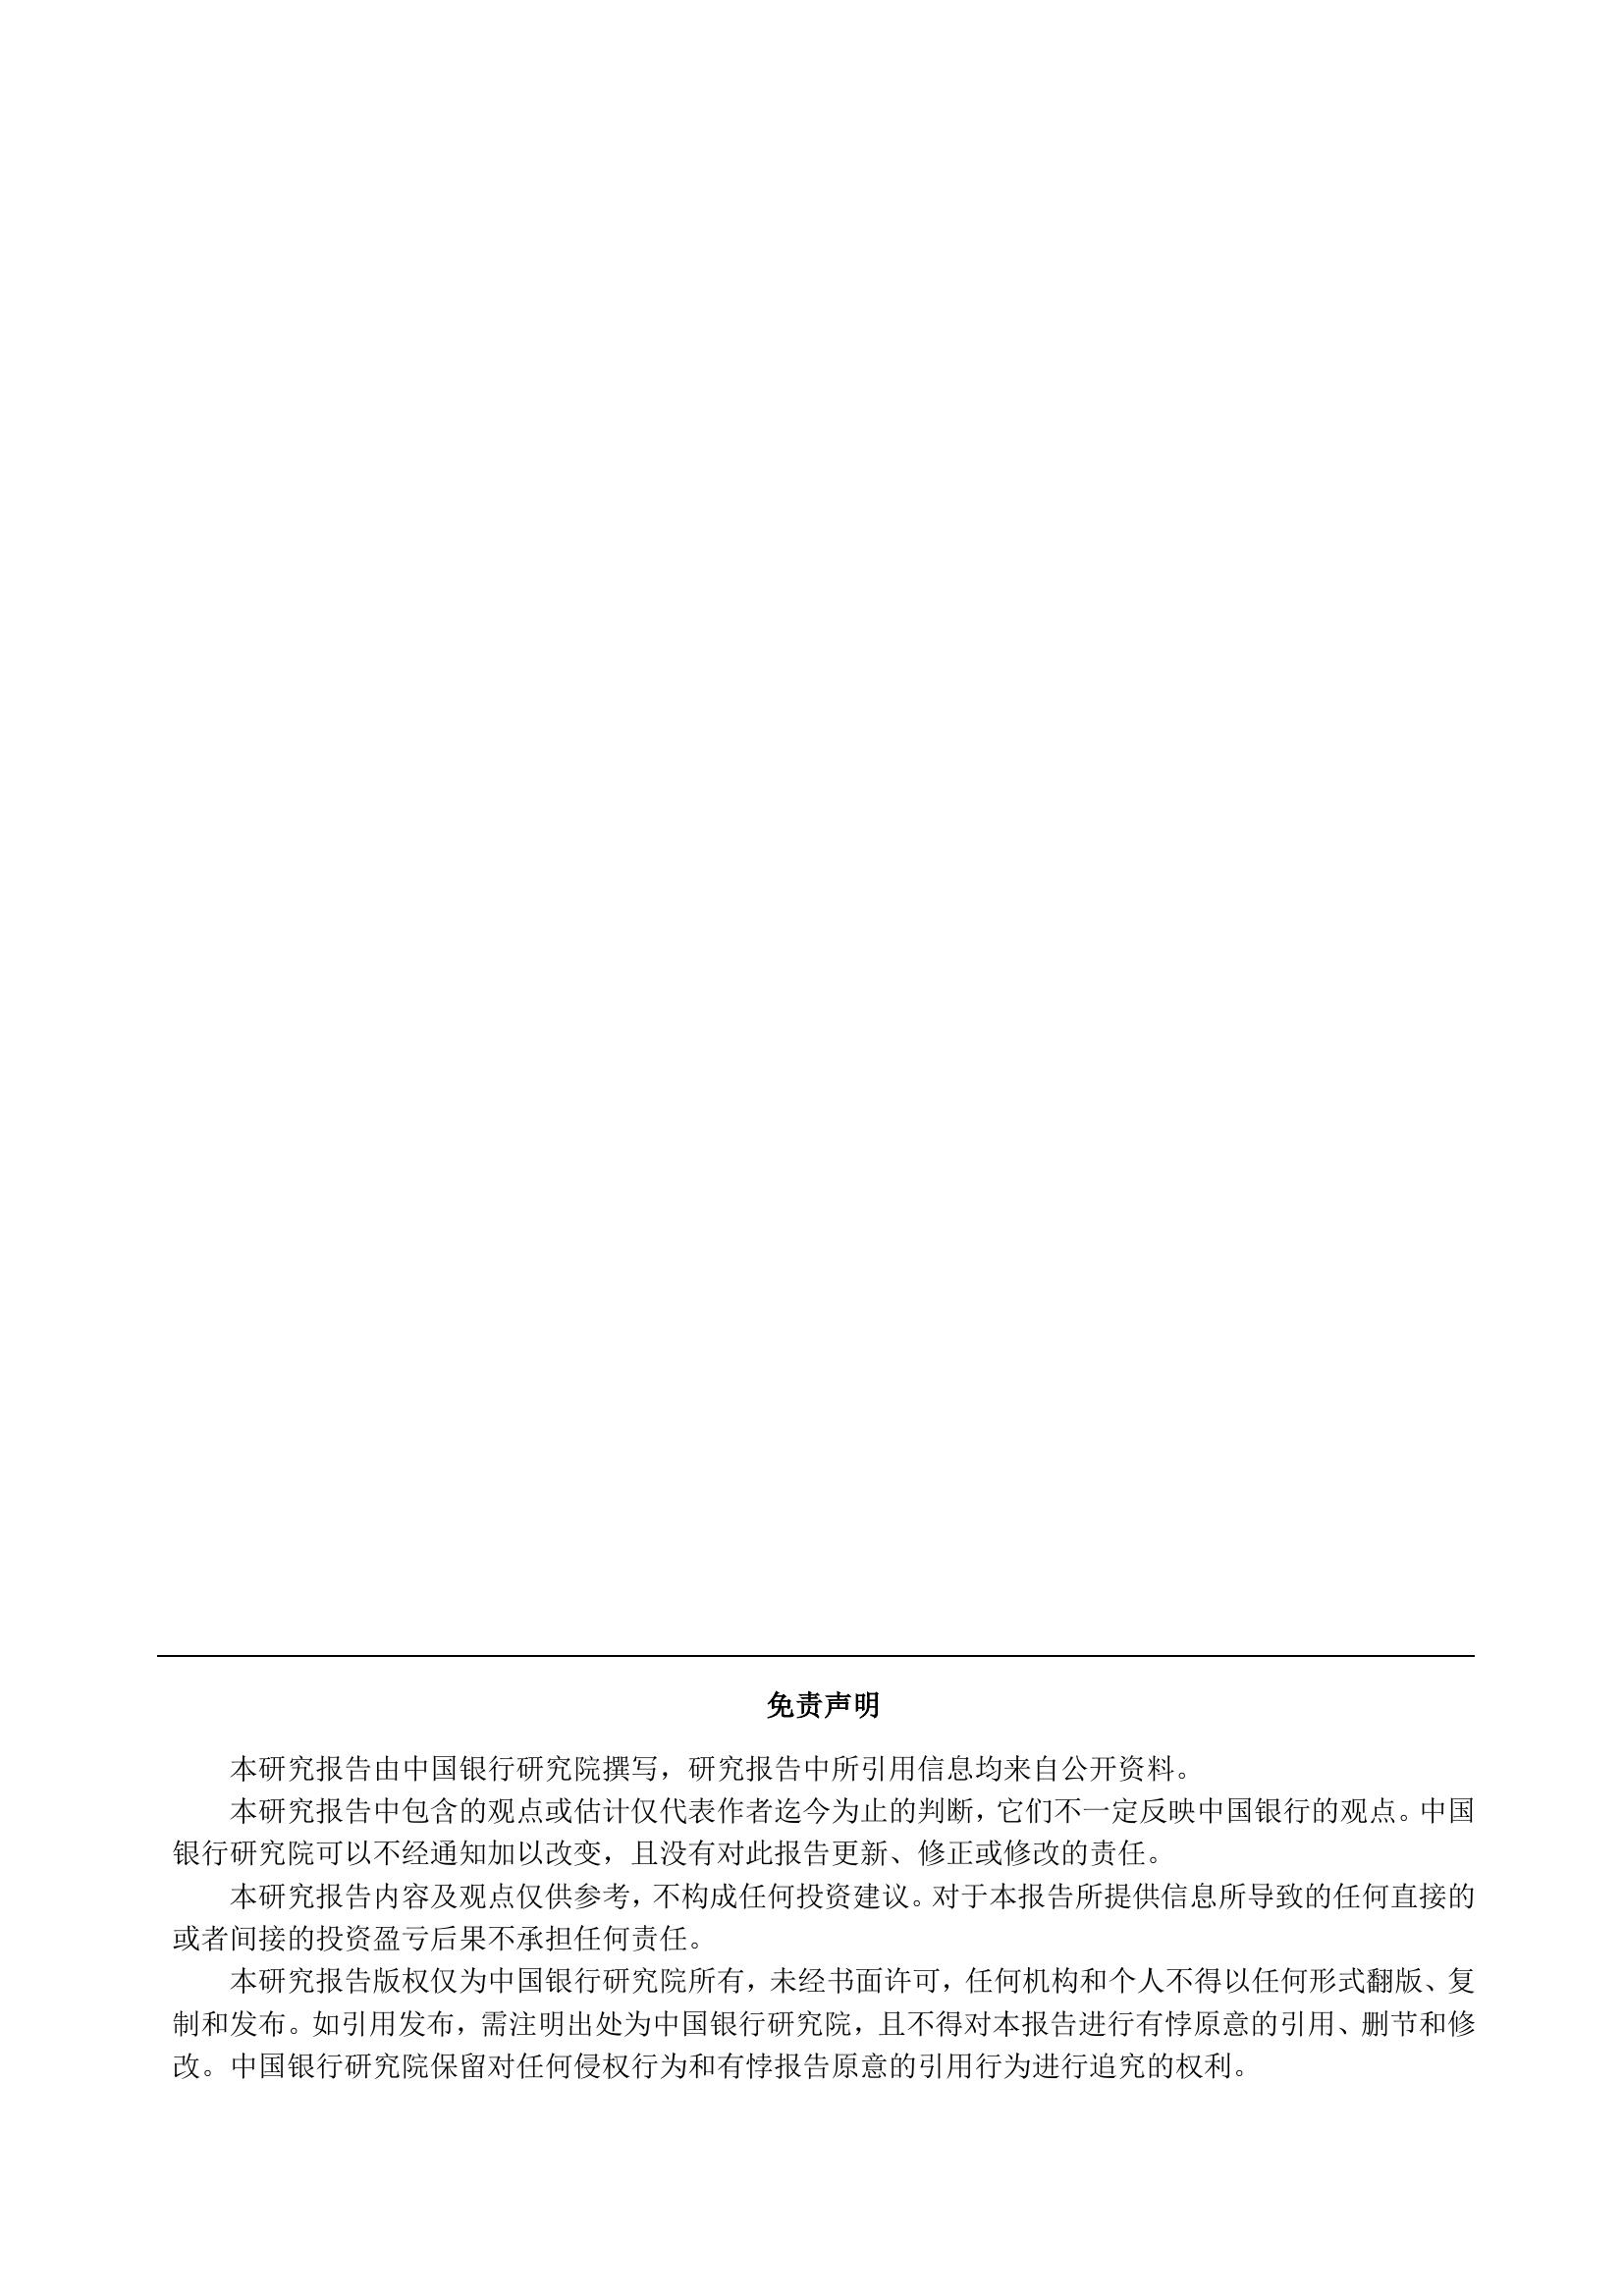 免责声明
本研究报告由中国银行研究院撰写，研究报告中所引用信息均来自公开资料。
本研究报告中包含的观点或估计仅代表作者迄今为止的判断，它们不一定反映中国银行的观点。中国
银行研究院可以不经通知加以改变，且没有对此报告更新、修正或修改的责任。
本研究报告内容及观点仅供参考，不构成任何投资建议。对于本报告所提供信息所导致的任何直接的
或者间接的投资盈亏后果不承担任何责任。
本研究报告版权仅为中国银行研究院所有，未经书面许可，任何机构和个人不得以任何形式翻版、复
制和发布。如引用发布，需注明出处为中国银行研究院，且不得对本报告进行有悖原意的引用、删节和修
改。中国银行研究院保留对任何侵权行为和有悖报告原意的引用行为进行追究的权利。